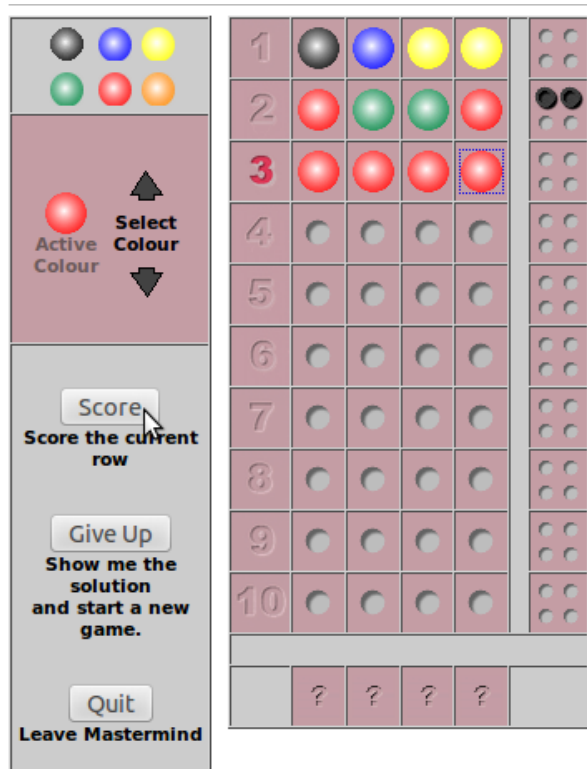 Active
Colour
Select
Colour
Score
Score the current
row
Give Up
Show me the
solution
and start a new
game.
Quit
Leave Mastermind
1
2
3
4
5
6
7
8
9
10
? ? ? ?